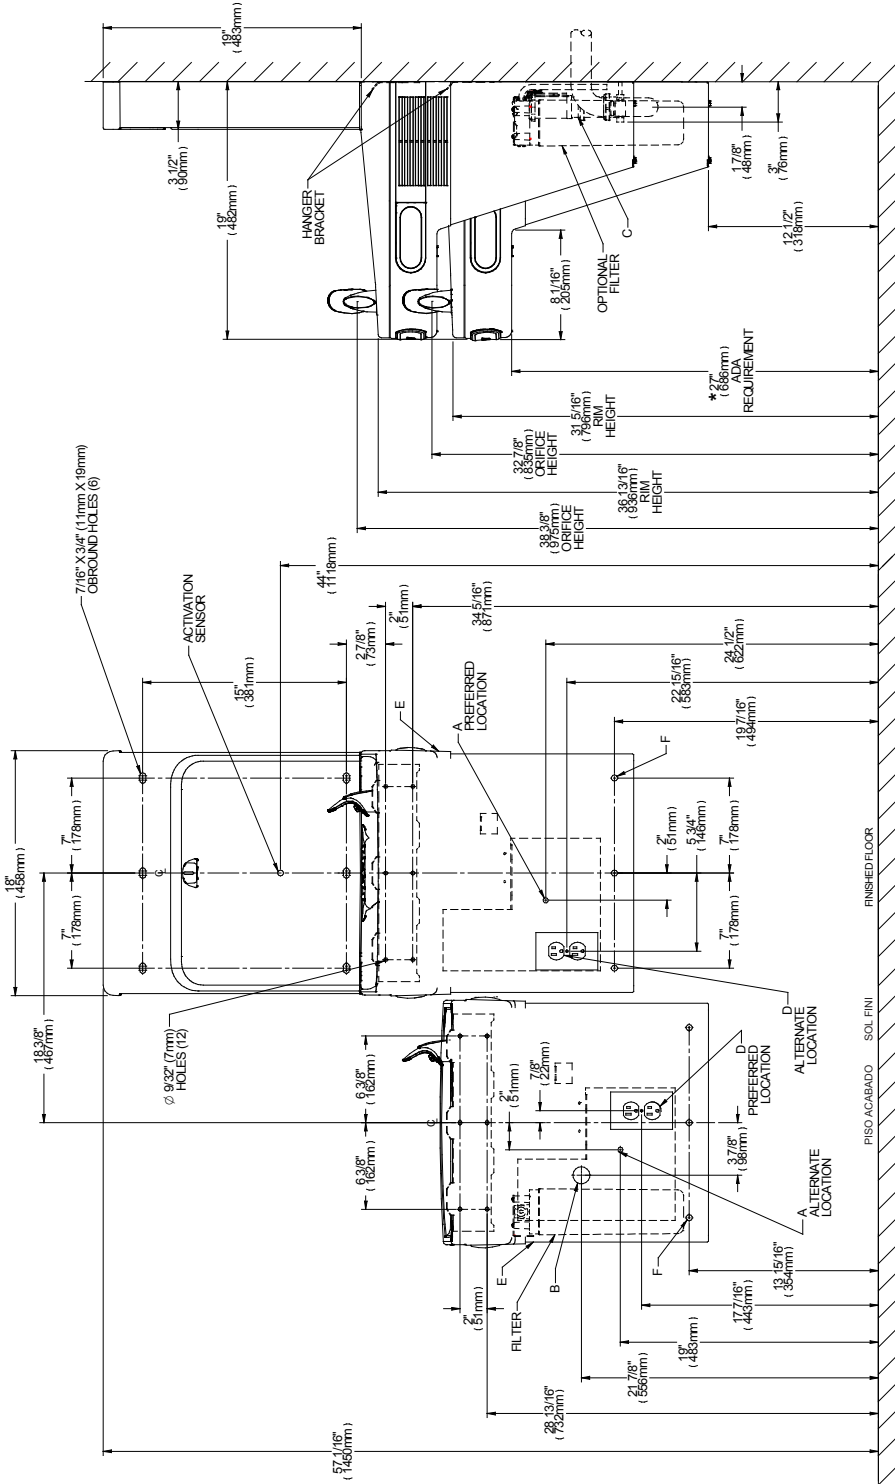 57 1/16"
(1450mm)
28 13/16"
(732mm)
21 7/8"
(556mm)
19"
(483mm)
17 7/16"
(443mm)
13 15/16"
(354mm)
2"
(51mm)
FILTER
E
B
F
A
ALTERNATE
LOCATION
6 3/8"
(162mm)
6 3/8"
(162mm)
C
L
2"
(51mm)
7/8"
(22mm)
3 7/8"
(98mm)
D
PREFERRED
LOCATION
D
ALTERNATE
LOCATION
18 3/8"
(467mm)
Ø 9/32" (7mm)
HOLES (12)
18"
(458mm)
7"
(178mm)
7"
(178mm)
C
L
7/16" X 3/4" (11mm X 19mm)
OBROUND HOLES (6)
ACTIVATION
SENSOR
15"
(381mm)
2 7/8"
(73mm)
2"
(51mm)
E
A
PREFERRED
LOCATION
F
2"
(51mm)
5 3/4"
(146mm)
7"
(178mm)
7"
(178mm)
44"
(1118mm)
34 5/16"
(871mm)
24 1/2"
(622mm)
22 15/16"
(583mm)
19 7/16"
(494mm)
38 3/8"
(975mm)
ORIFICE
HEIGHT
36 13/16"
(936mm)
RIM
HEIGHT
32 7/8"
(835mm)
ORIFICE
HEIGHT
31 5/16"
(796mm)
RIM
HEIGHT
*27"
(686mm)
ADA
REQUIREMENT
19"
(483mm)
3 1/2"
(90mm)
19"
(482mm)
HANGER
BRACKET
8 1/16"
(205mm)
OPTIONAL
FILTER
C
1 7/8"
(48mm)
3"
(76mm)
12 1/2"
(318mm)
PISO ACABADO
SOL FINI
FINISHED FLOOR